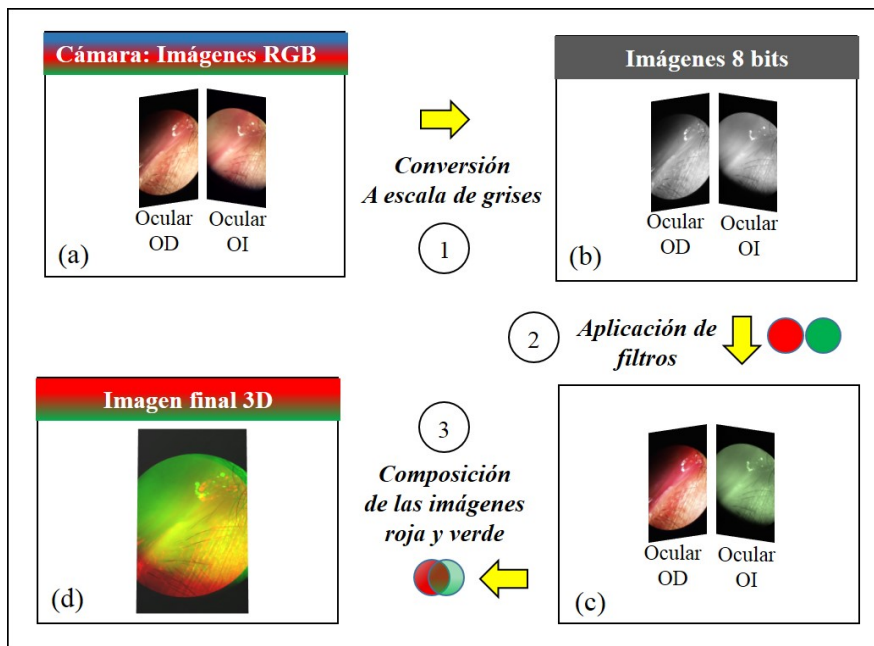 Cámara: Imágenes RGB
Ocular
OD
Ocular
OI
(a)
Conversión
A escala de grises
1
Imágenes 8 bits
Ocular
OD
Ocular
OI
(b)
2
Aplicación de
filtros
Ocular
OD
Ocular
OI
(c)
3
Composición
de las imágenes
roja y verde
Imagen final 3D
(d)